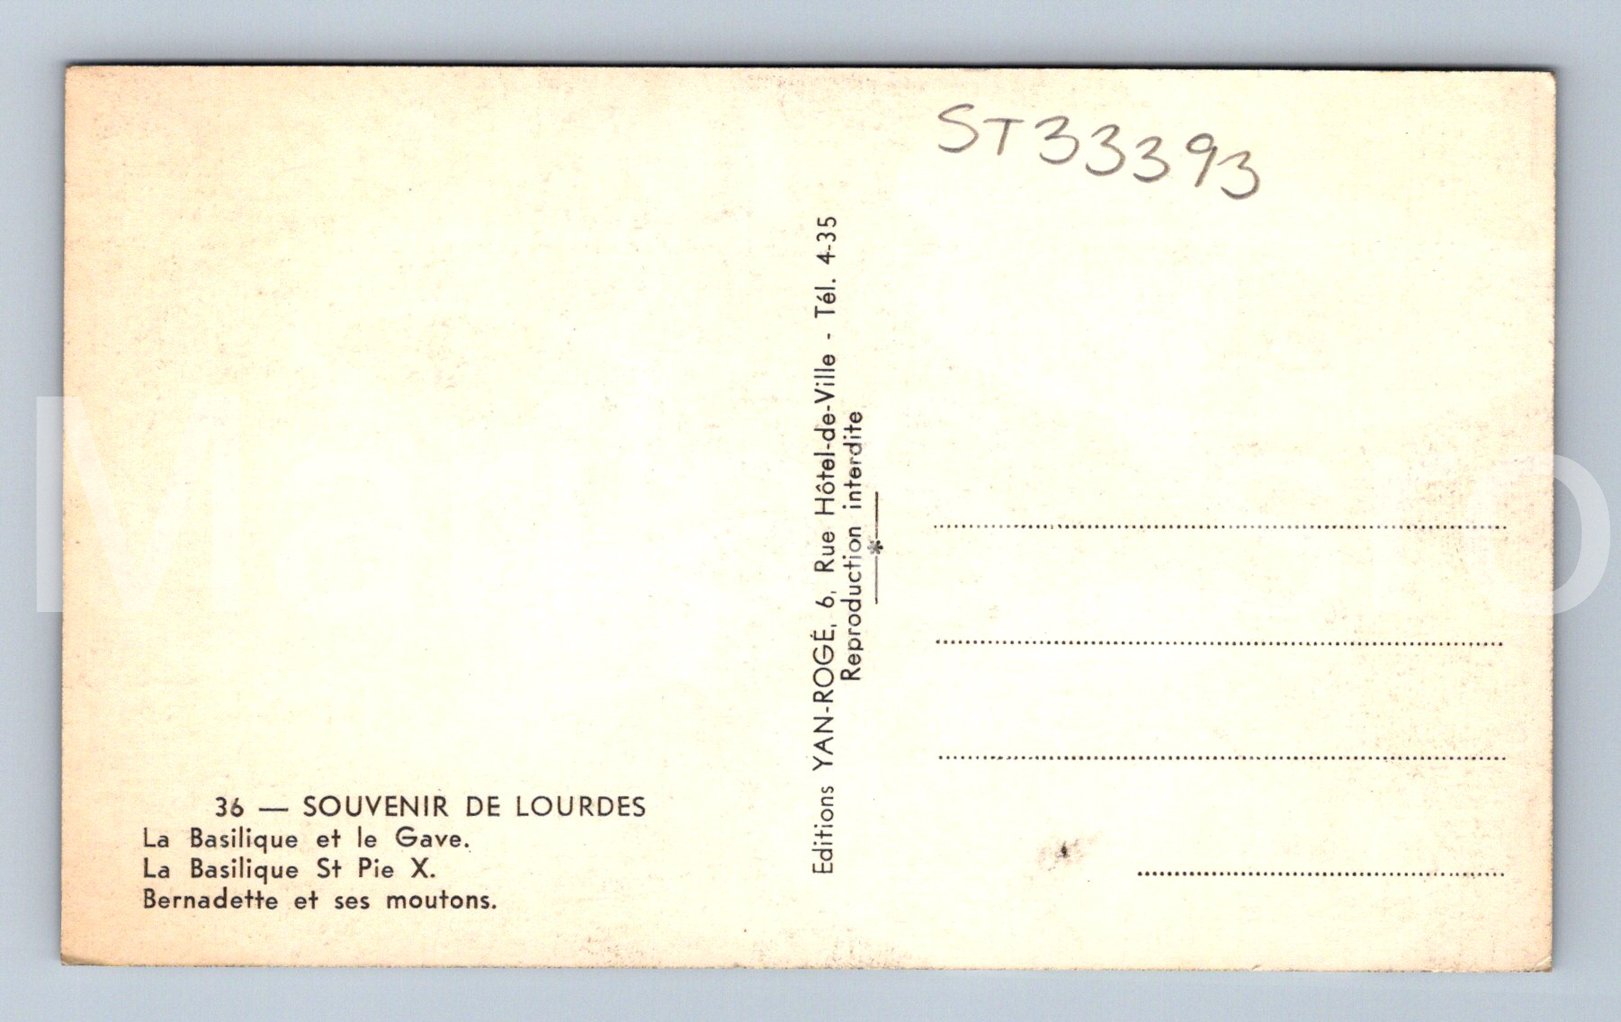 36 — SOUVENIR DE LOURDES
La Basilique et le Gave.
La Basilique St Pie X.
Bernadette et ses moutons.
Editions YAN-ROGÉ, 6, Rue Hôtel-de-Ville - Tél. 4-35
Reproduction interdite
ST33393